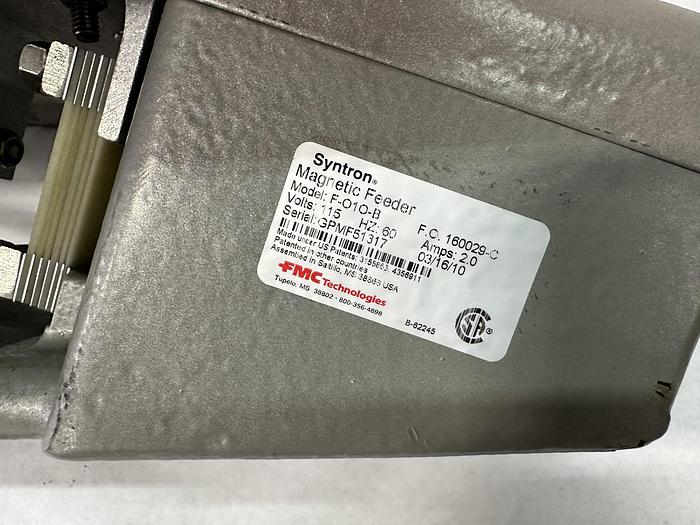 Syntron®
Magnetic Feeder
Model: F-O1O-B F.C. 160029-C
Volts: 115 HZ: 60 Amps: 2.0
Serial: GPMF51317 03/16/10
Made under US Patents: 4356911
Patented in other countries
Assembled in Saltillo, MS 38866 USA
FMC Technologies
Tupelo, MS 38802 • 800-356-4898
B-62245
CSA®